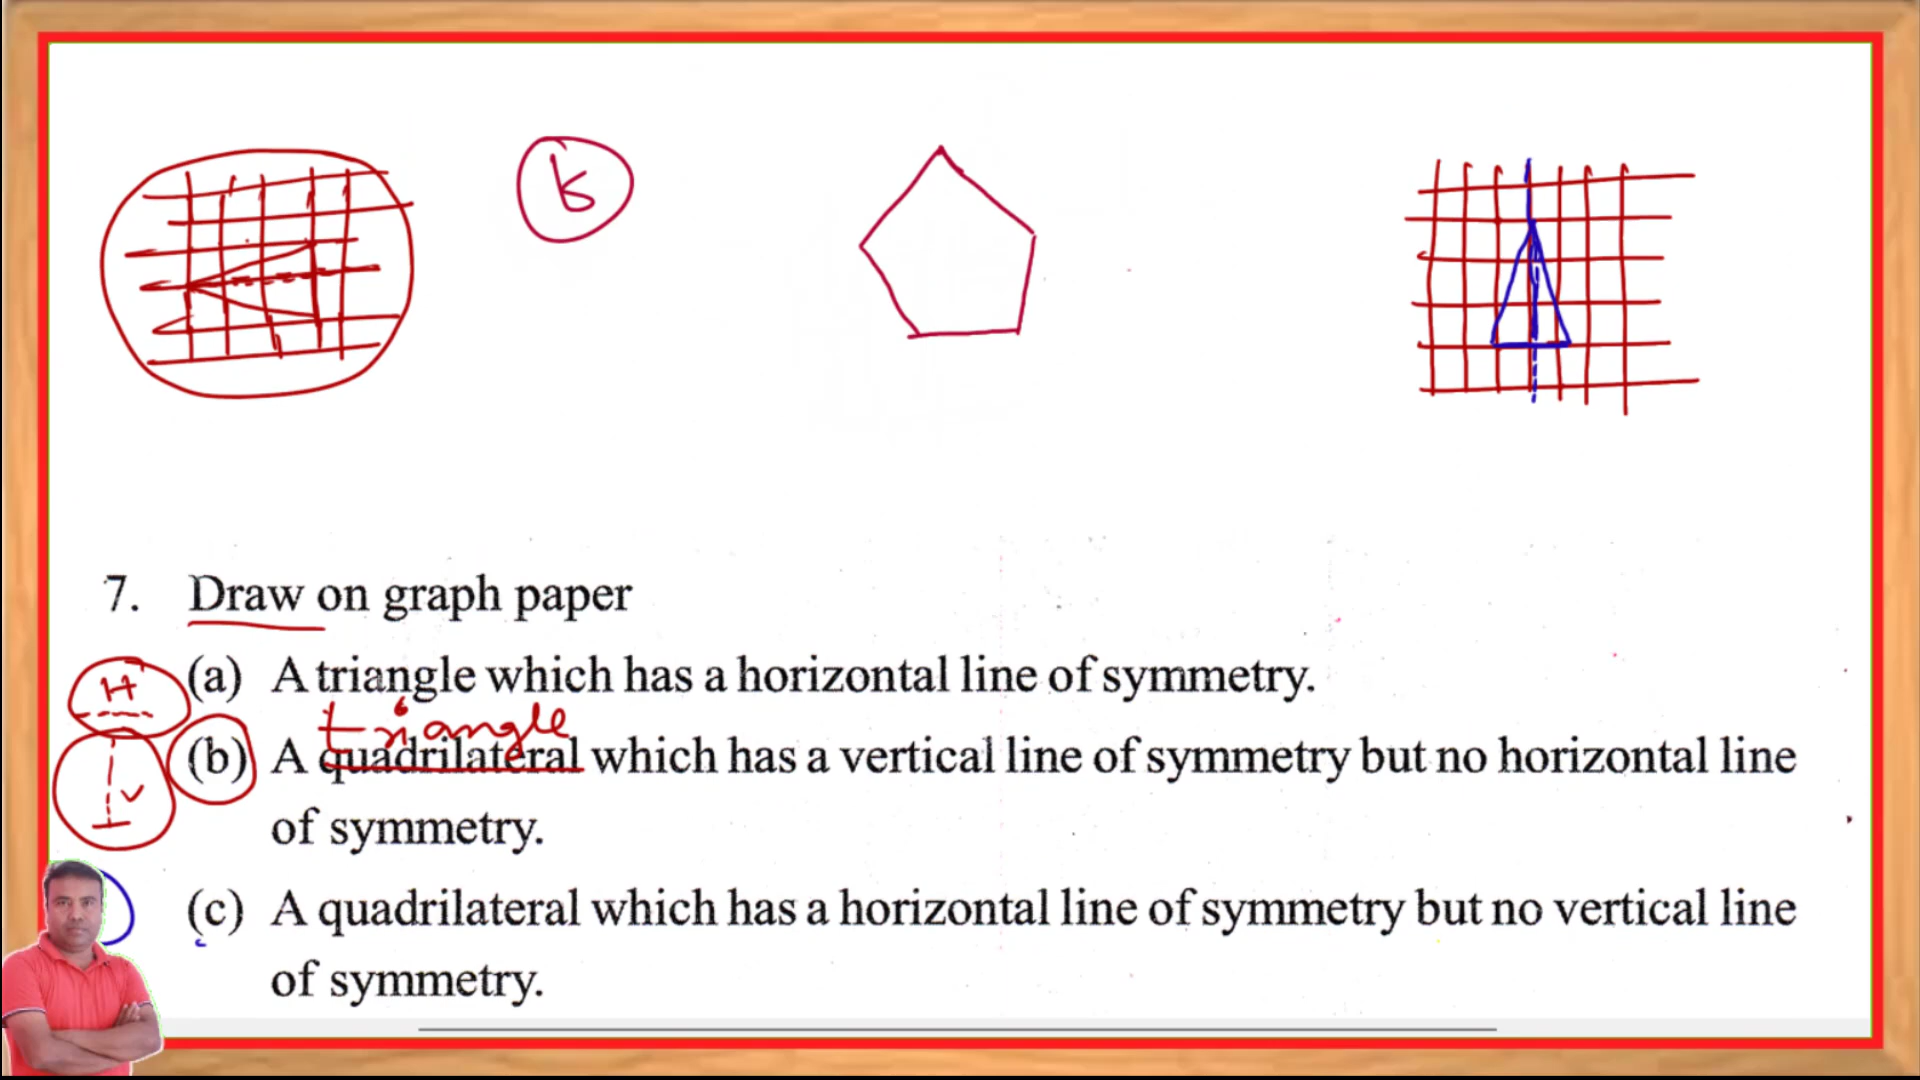 7. Draw on graph paper
H (a) A triangle which has a horizontal line of symmetry.
triangle
V (b) A quadrilateral which has a vertical line of symmetry but no horizontal line
of symmetry.
(c) A quadrilateral which has a horizontal line of symmetry but no vertical line
of symmetry.